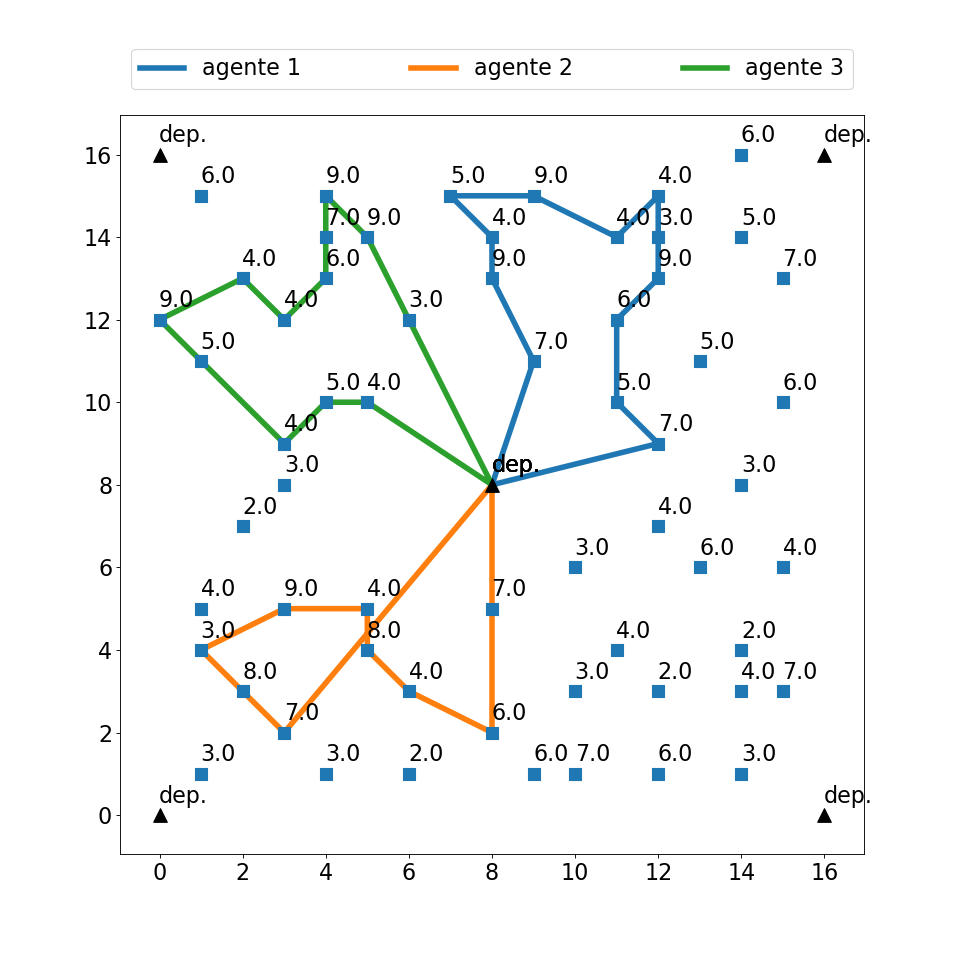 agente 1 agente 2 agente 3
dep. 6.0 dep.
16
6.0 9.0 5.0 9.0 4.0
7.0 9.0 4.0 4.0 3.0 5.0
14
4.0 6.0 9.0 9.0 7.0
9.0 4.0 3.0 6.0
12
5.0 7.0 5.0
5.0 4.0 5.0 6.0
10
4.0 7.0
3.0 dep. 3.0
8
2.0 4.0
3.0 6.0 4.0
6
4.0 9.0 4.0 7.0
3.0 8.0 4.0 2.0
4
8.0 4.0 3.0 2.0 4.0 7.0
7.0 6.0
2
3.0 3.0 2.0 6.0 7.0 6.0 3.0
dep. dep.
0
0 2 4 6 8 10 12 14 16